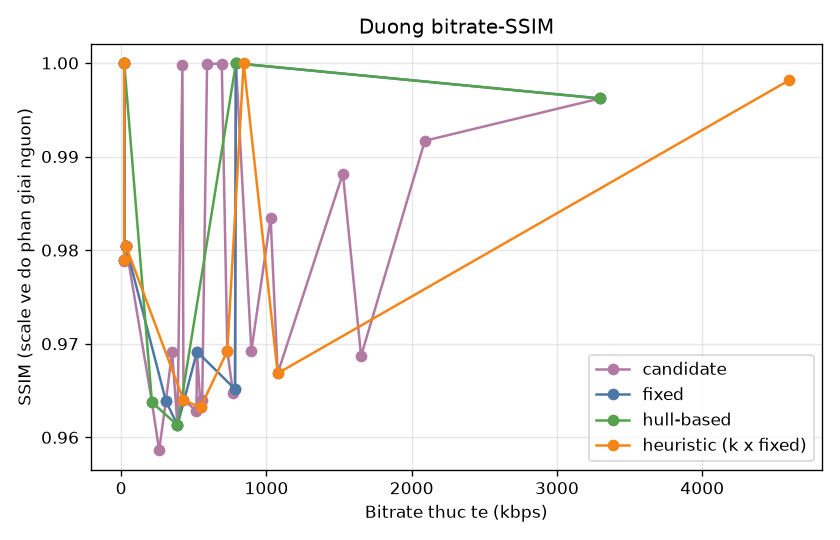 Duong bitrate-SSIM
SSIM (scale ve do phan giai nguon)
1.00
0.99
0.98
0.97
0.96
0
1000
2000
3000
4000
Bitrate thuc te (kbps)
candidate
fixed
hull-based
heuristic (k x fixed)